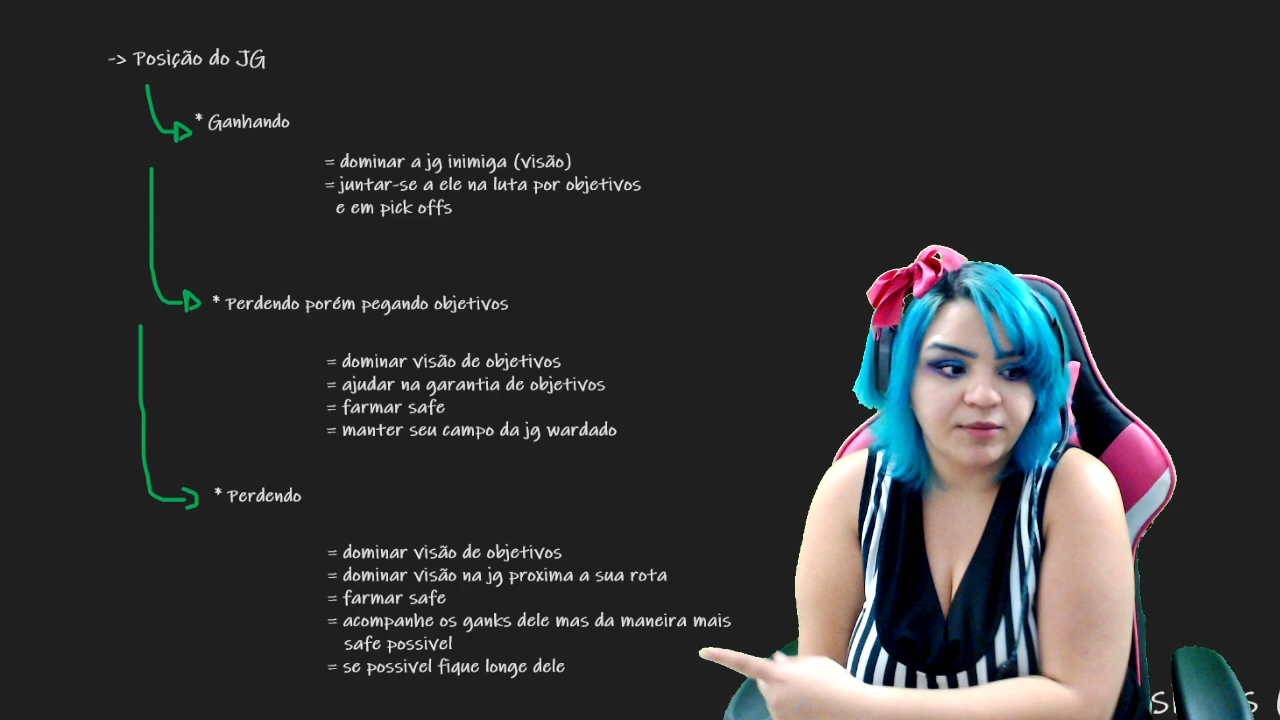 -> Posição do JG
* Ganhando
= dominar a jg inimiga (visão)
= juntar-se a ele na luta por objetivos
e em pick offs
* Perdendo porém pegando objetivos
= dominar visão de objetivos
= ajudar na garantia de objetivos
= farmar safe
= manter seu campo da jg wardado
* Perdendo
= dominar visão de objetivos
= dominar visão na jg proxima a sua rota
= farmar safe
= acompanhe os ganks dele mas da maneira mais
safe possivel
= se possivel fique longe dele